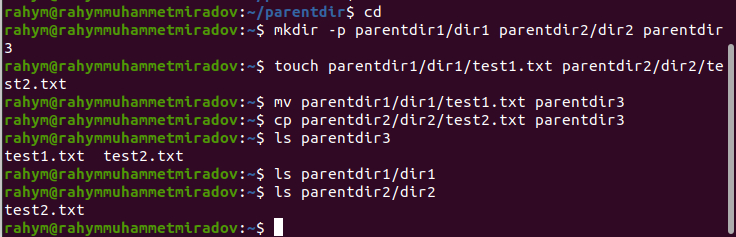 rahym@rahymmuhammetmiradov:~/parentdir$ cd
rahym@rahymmuhammetmiradov:~$ mkdir -p parentdir1/dir1 parentdir2/dir2 parentdir
3
rahym@rahymmuhammetmiradov:~$ touch parentdir1/dir1/test1.txt parentdir2/dir2/te
st2.txt
rahym@rahymmuhammetmiradov:~$ mv parentdir1/dir1/test1.txt parentdir3
rahym@rahymmuhammetmiradov:~$ cp parentdir2/dir2/test2.txt parentdir3
rahym@rahymmuhammetmiradov:~$ ls parentdir3
test1.txt  test2.txt
rahym@rahymmuhammetmiradov:~$ ls parentdir1/dir1
rahym@rahymmuhammetmiradov:~$ ls parentdir2/dir2
test2.txt
rahym@rahymmuhammetmiradov:~$